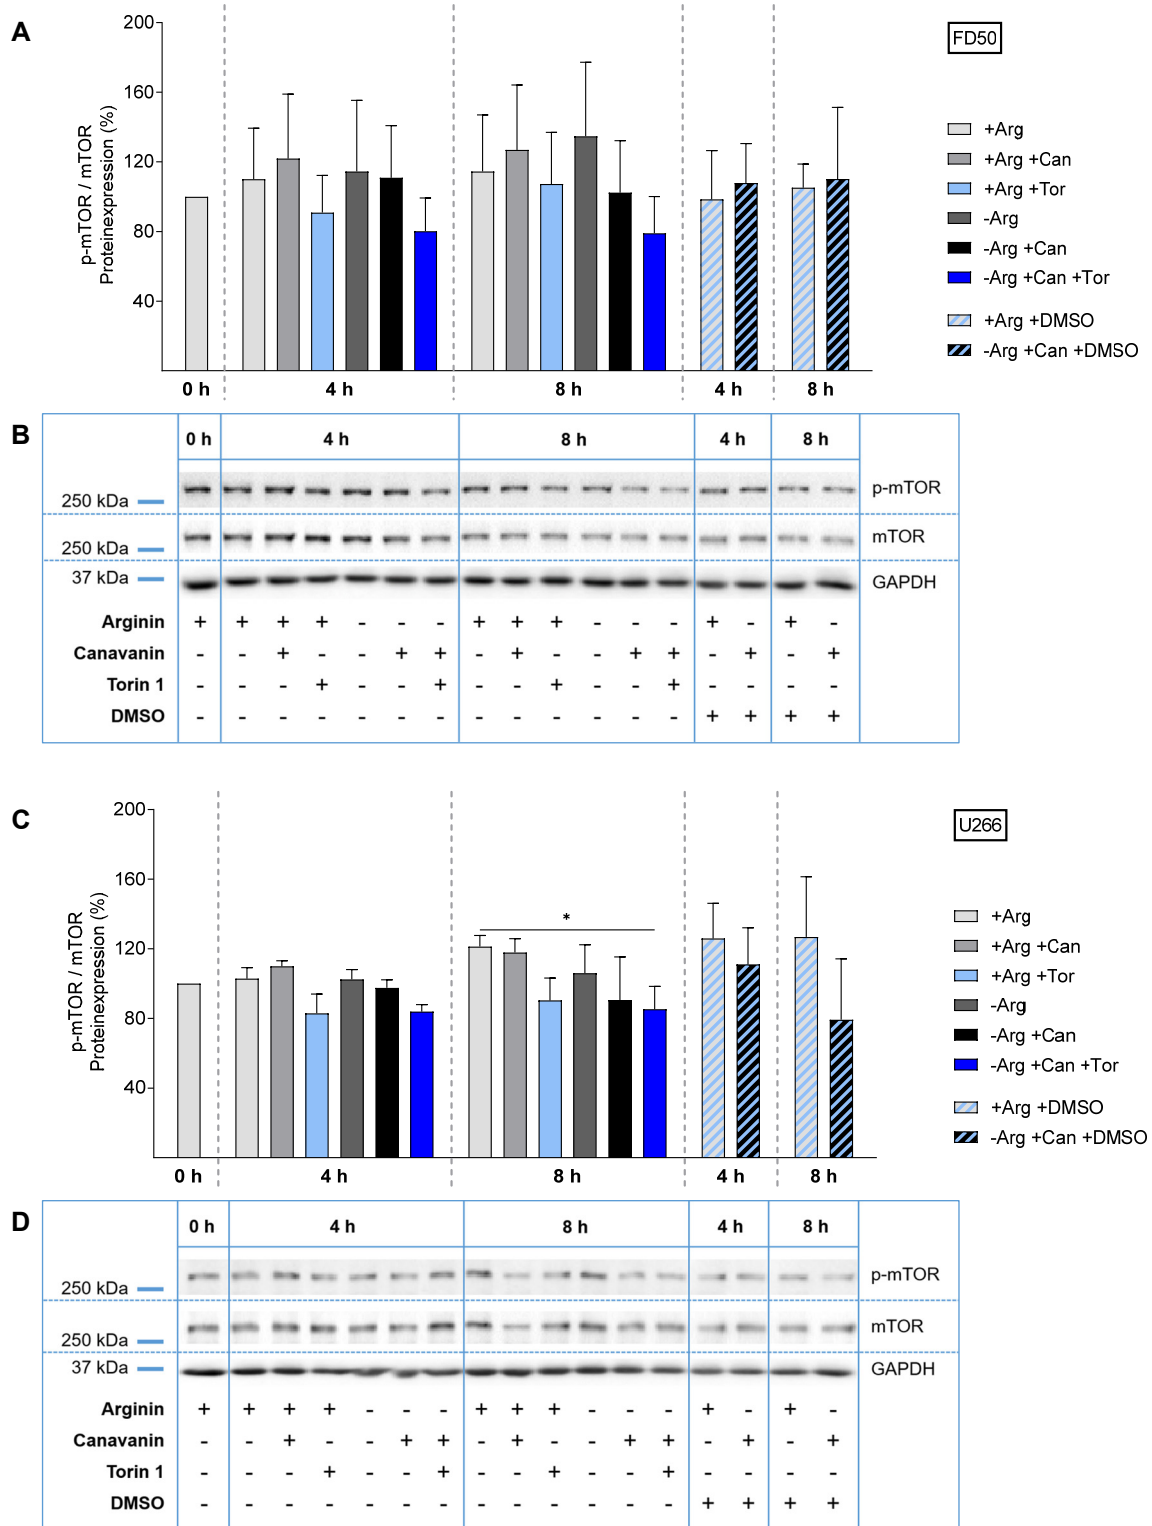 A
FD50
p-mTOR / mTOR
Proteinexpression (%)
200
160
120
80
40
0 h 4 h 8 h 4 h 8 h
+Arg
+Arg +Can
+Arg +Tor
-Arg
-Arg +Can
-Arg +Can +Tor
+Arg +DMSO
-Arg +Can +DMSO
B
0 h 4 h 8 h 4 h 8 h
250 kDa p-mTOR
250 kDa mTOR
37 kDa GAPDH
Arginin + + + + - - - + + + - - - + - + -
Canavanin - - + - - + + - + - - + + - + - +
Torin 1 - - - + - - + - - + - - + - - - -
DMSO - - - - - - - - - - - - - + + + +
C
U266
p-mTOR / mTOR
Proteinexpression (%)
200
160
120
80
40
*
0 h 4 h 8 h 4 h 8 h
+Arg
+Arg +Can
+Arg +Tor
-Arg
-Arg +Can
-Arg +Can +Tor
+Arg +DMSO
-Arg +Can +DMSO
D
0 h 4 h 8 h 4 h 8 h
250 kDa p-mTOR
250 kDa mTOR
37 kDa GAPDH
Arginin + + + + - - - + + + - - - + - + -
Canavanin - - + - - + + - + - - + + - + - +
Torin 1 - - - + - - + - - + - - + - - - -
DMSO - - - - - - - - - - - - - + + + +